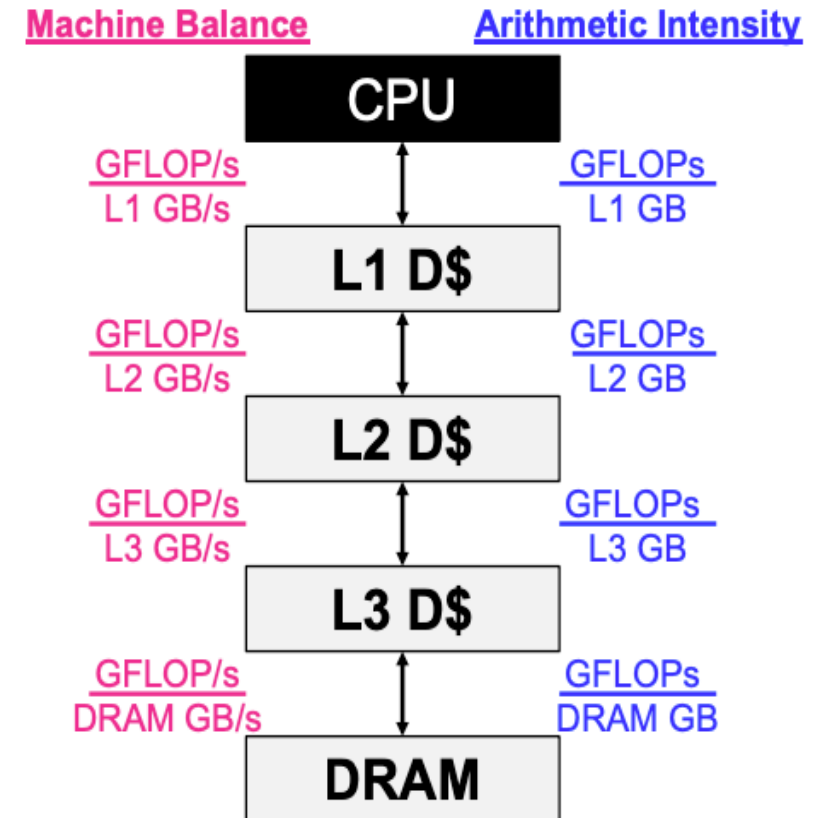 Machine Balance
Arithmetic Intensity
CPU
GFLOP/s
L1 GB/s
GFLOPs
L1 GB
L1 D$
GFLOP/s
L2 GB/s
GFLOPs
L2 GB
L2 D$
GFLOP/s
L3 GB/s
GFLOPs
L3 GB
L3 D$
GFLOP/s
DRAM GB/s
GFLOPs
DRAM GB
DRAM